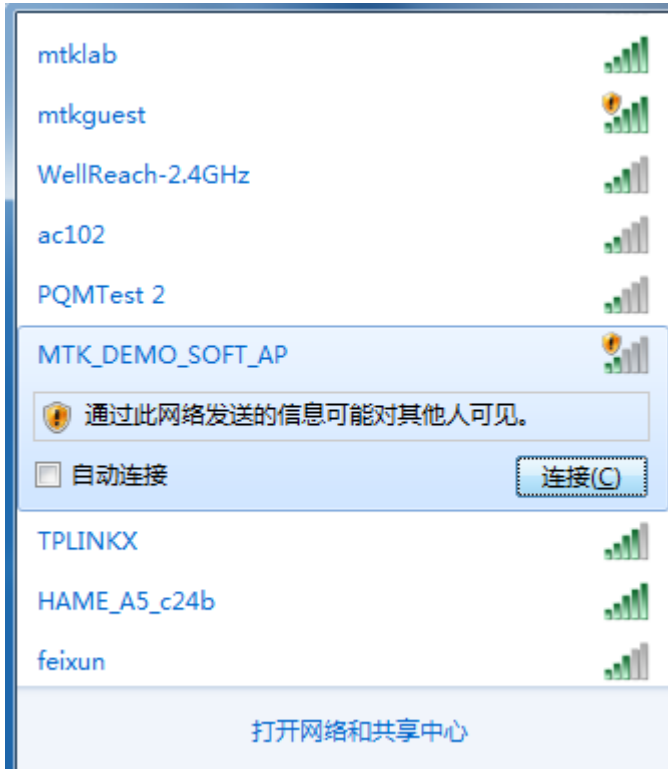 mtklab
mtkguest
WellReach-2.4GHz
ac102
PQMTest 2
MTK_DEMO_SOFT_AP
通过此网络发送的信息可能对其他人可见。
自动连接
连接(C)
TPLINKX
HAME_A5_c24b
feixun
打开网络和共享中心